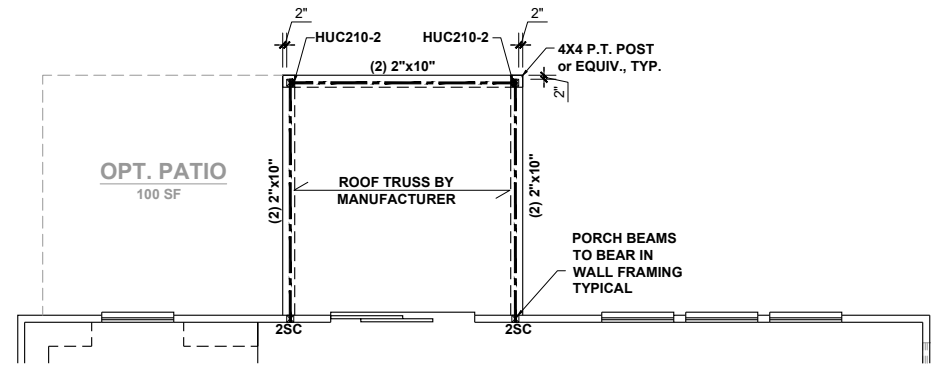 2"
2"
HUC210-2
HUC210-2
4X4 P.T. POST
or EQUIV., TYP.
(2) 2"x10"
2"
OPT. PATIO
100 SF
(2) 2"x10"
ROOF TRUSS BY
MANUFACTURER
(2) 2"x10"
PORCH BEAMS
TO BEAR IN
WALL FRAMING
TYPICAL
2SC
2SC